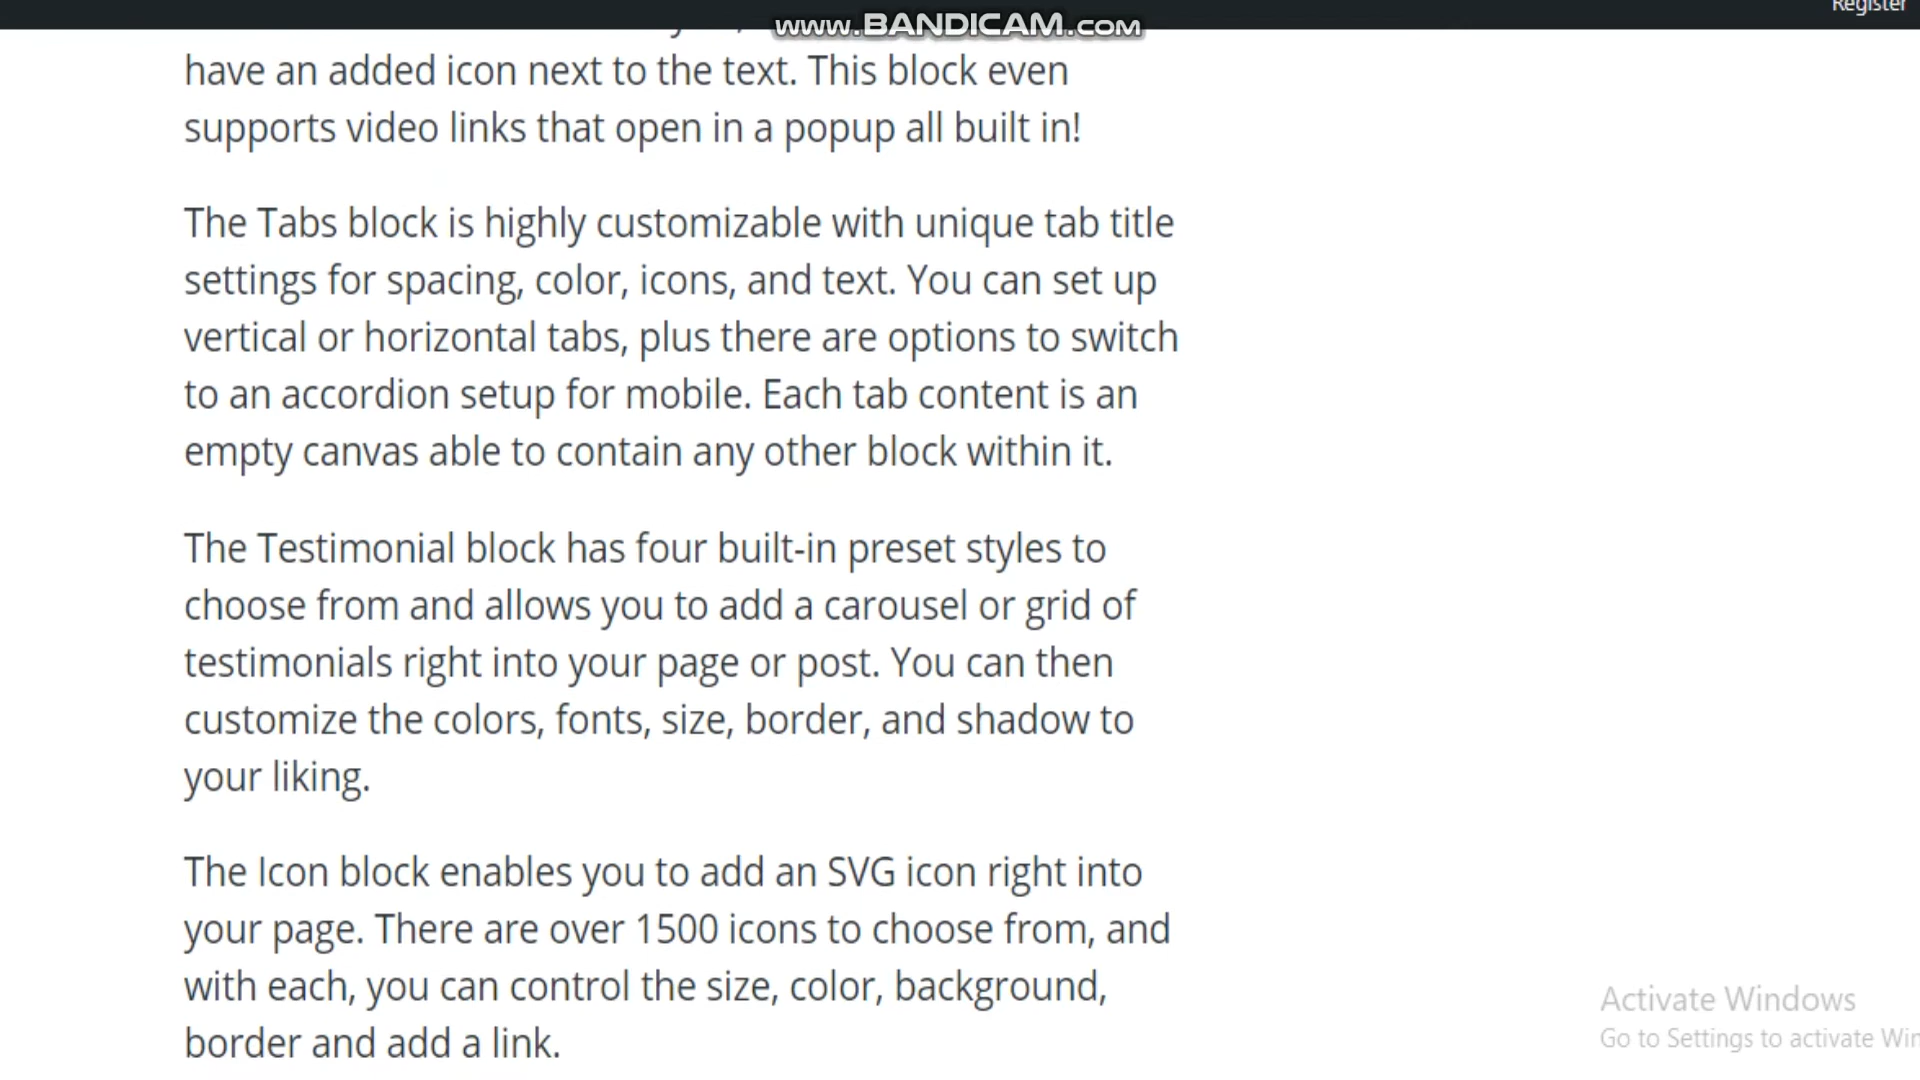 Register
www.BANDICAM.com
have an added icon next to the text. This block even
supports video links that open in a popup all built in!
The Tabs block is highly customizable with unique tab title
settings for spacing, color, icons, and text. You can set up
vertical or horizontal tabs, plus there are options to switch
to an accordion setup for mobile. Each tab content is an
empty canvas able to contain any other block within it.
The Testimonial block has four built-in preset styles to
choose from and allows you to add a carousel or grid of
testimonials right into your page or post. You can then
customize the colors, fonts, size, border, and shadow to
your liking.
The Icon block enables you to add an SVG icon right into
your page. There are over 1500 icons to choose from, and
with each, you can control the size, color, background,
border and add a link.
Activate Windows
Go to Settings to activate Win